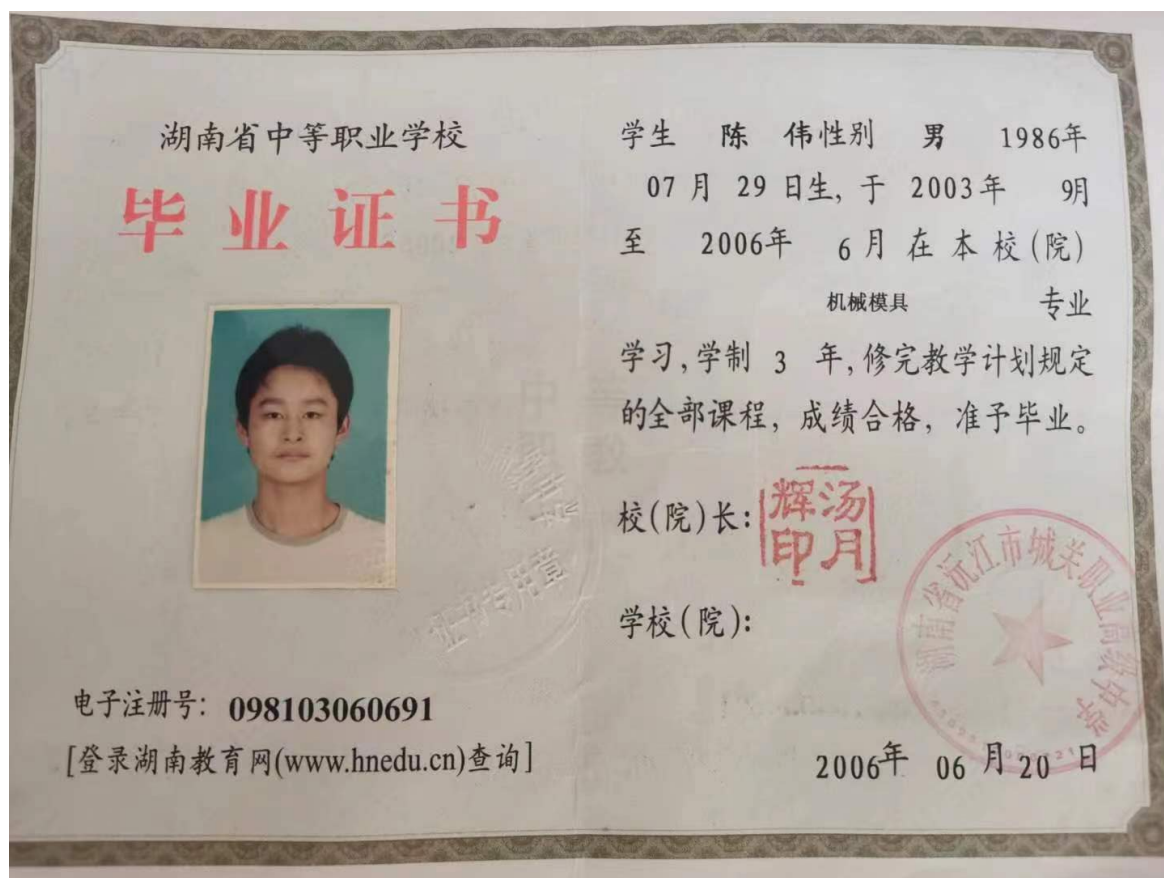 湖南省中等职业学校
毕业证书
电子注册号：098103060691
[登录湖南教育网(www.hnedu.cn)查询]
学生 陈 伟性别 男 1986年
07月 29日生, 于 2003年 9月
至 2006年 6月在本校(院)
机械模具 专业
学习,学制 3 年,修完教学计划规定
的全部课程，成绩合格，准予毕业。
校(院)长:
汤月辉印
学校(院):
湖南省沅江市城关职业高级中学
2006年 06月20日
证书专用章